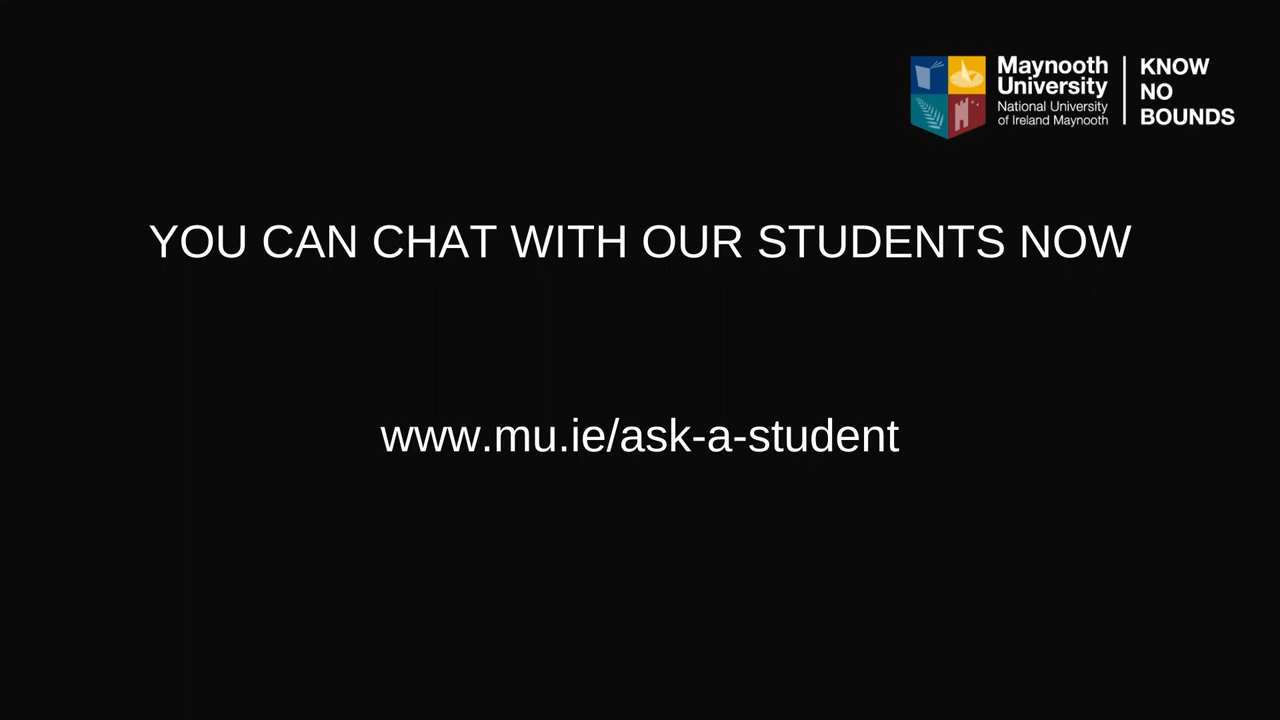 Maynooth
University
National University
of Ireland Maynooth
KNOW
NO
BOUNDS
YOU CAN CHAT WITH OUR STUDENTS NOW
www.mu.ie/ask-a-student